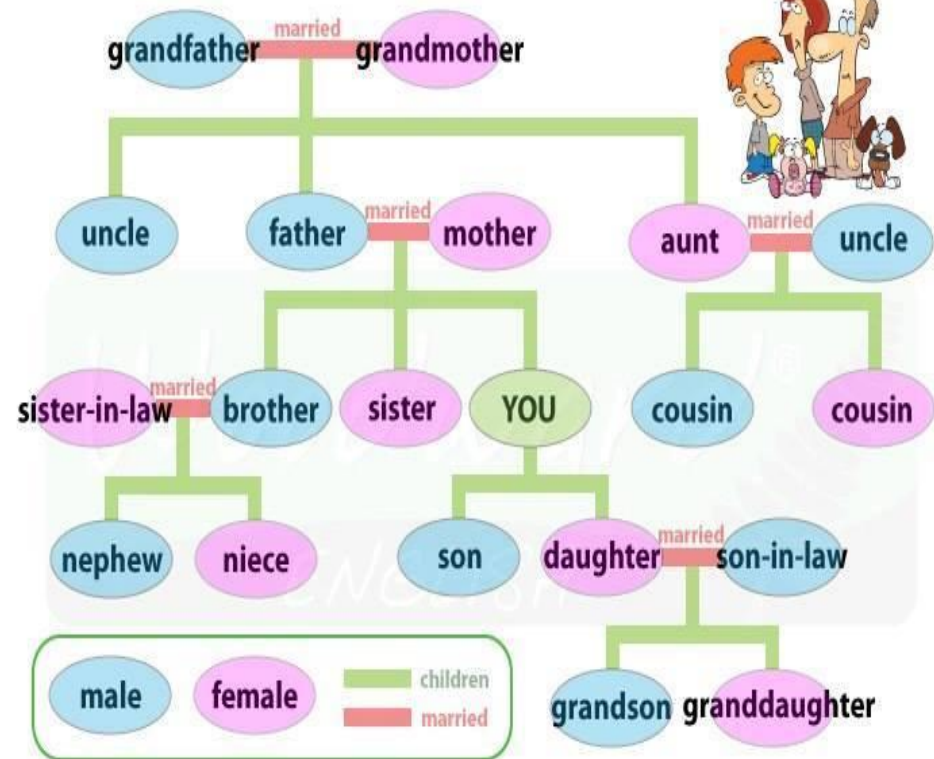 married
grandfather grandmother
uncle father married mother aunt married uncle
sister-in-law married brother sister YOU cousin cousin
nephew niece son daughter married son-in-law
ENGLISH
male female children
married
grandson granddaughter